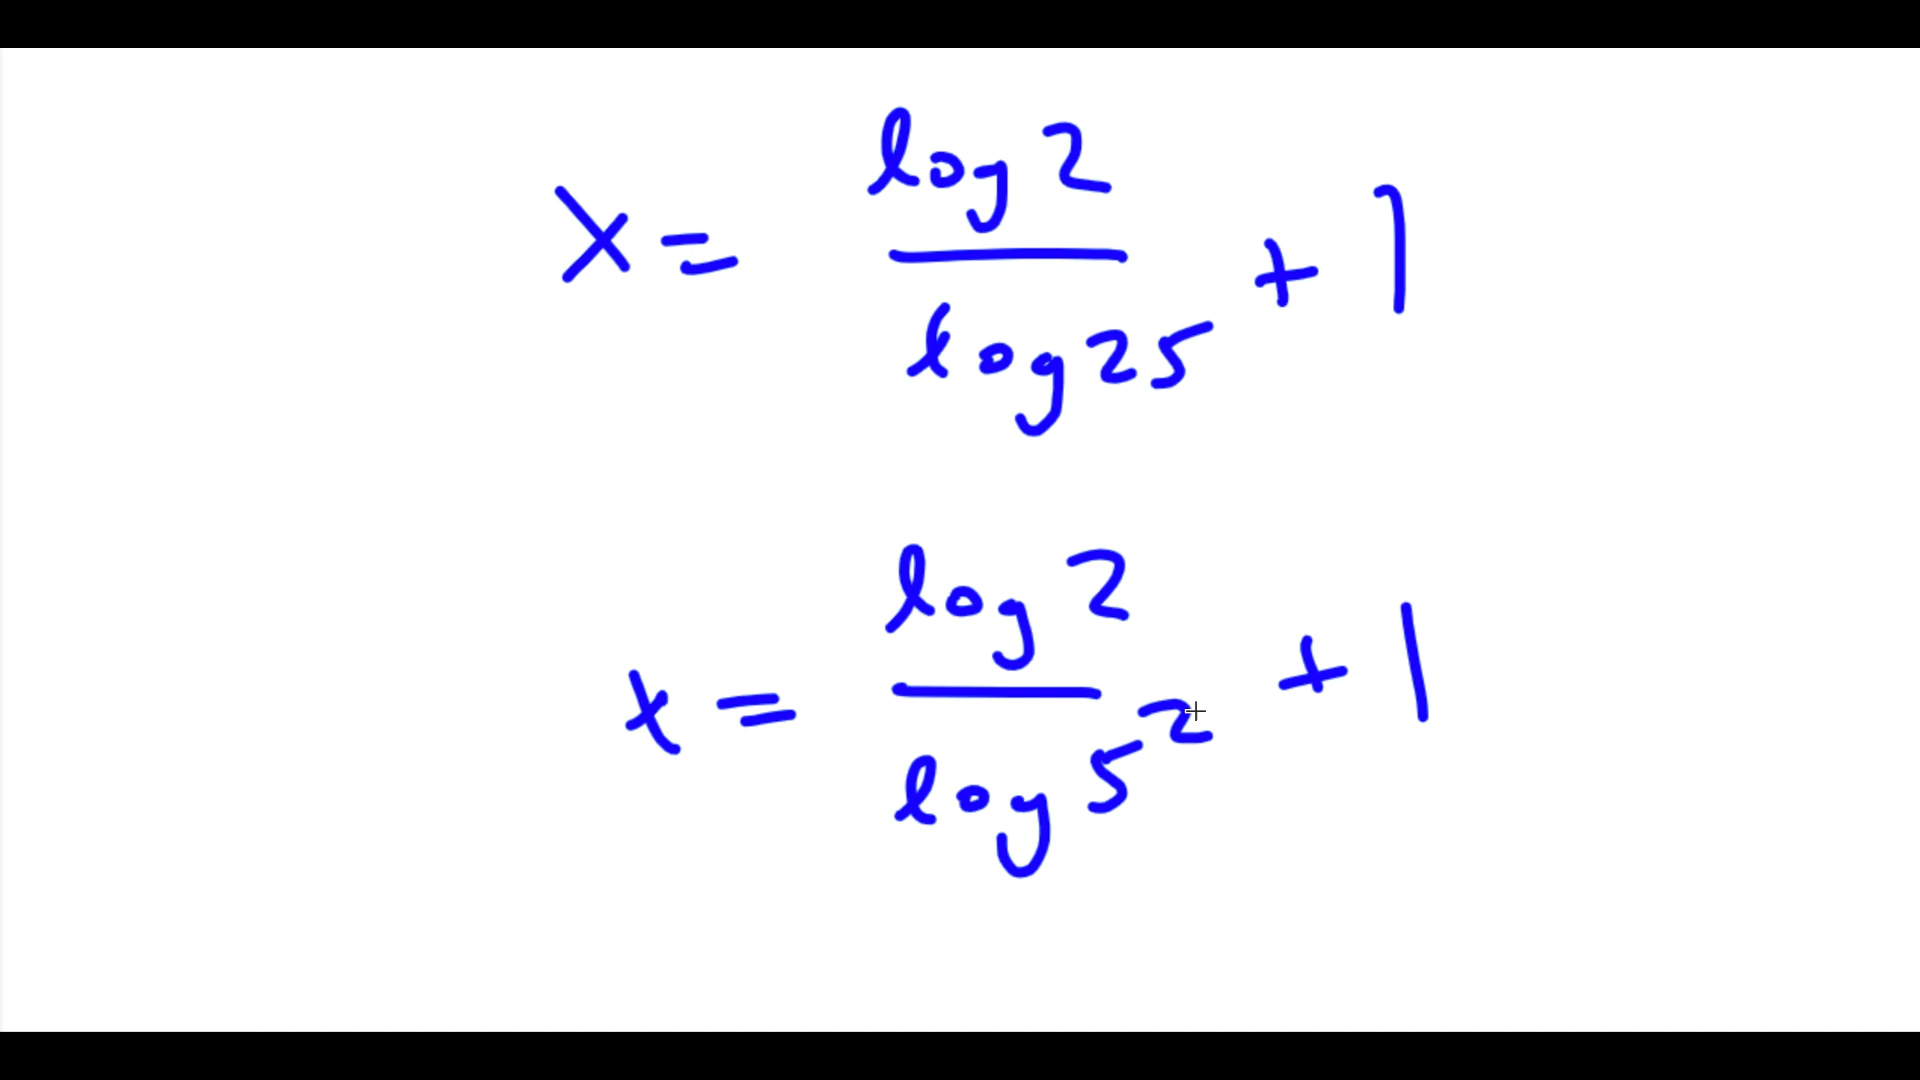 x = log 2 / log 25 + 1
x = log 2 / log 5² + 1